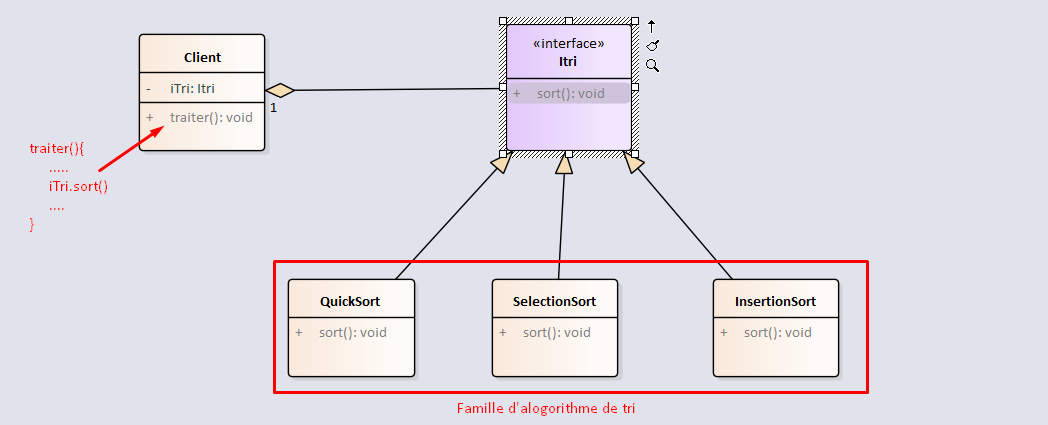 Client
- iTri: Itri
+ traiter(): void
1
«interface»
Itri
+ sort(): void
traiter(){
.....
iTri.sort()
....
}
QuickSort
+ sort(): void
SelectionSort
+ sort(): void
InsertionSort
+ sort(): void
Famille d'alogorithme de tri